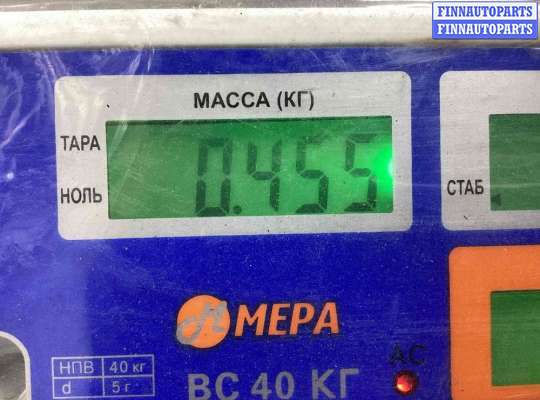 FINNAUTOPARTS
FINNAUTOPARTS
МАССА (КГ)
ТАРА
0.455
НОЛЬ
СТАБ
МЕРА
АС
НПВ 40 кг
d 5 г
ВС 40 КГ